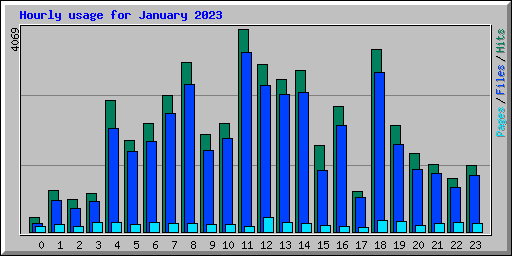 Hourly usage for January 2023
4069
Pages / Files / Hits
0 1 2 3 4 5 6 7 8 9 10 11 12 13 14 15 16 17 18 19 20 21 22 23